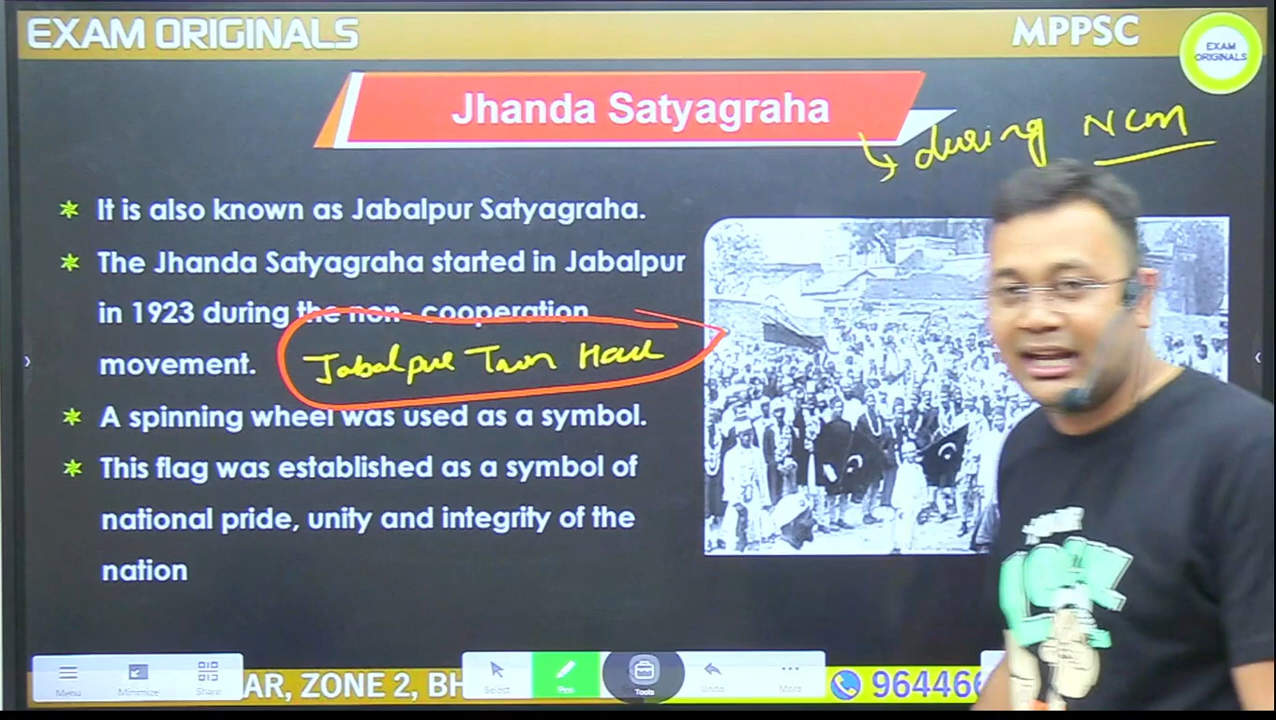 EXAM ORIGINALS
MPPSC
EXAM
ORIGINALS
Jhanda Satyagraha
during NCM
It is also known as Jabalpur Satyagraha.
The Jhanda Satyagraha started in Jabalpur
in 1923 during the non- cooperation
movement.
Jabalpur Town Hall
A spinning wheel was used as a symbol.
This flag was established as a symbol of
national pride, unity and integrity of the
nation
Menu
Minimize
Share
AR, ZONE 2, BH
Select
Pen
Tools
Undo
More
96446